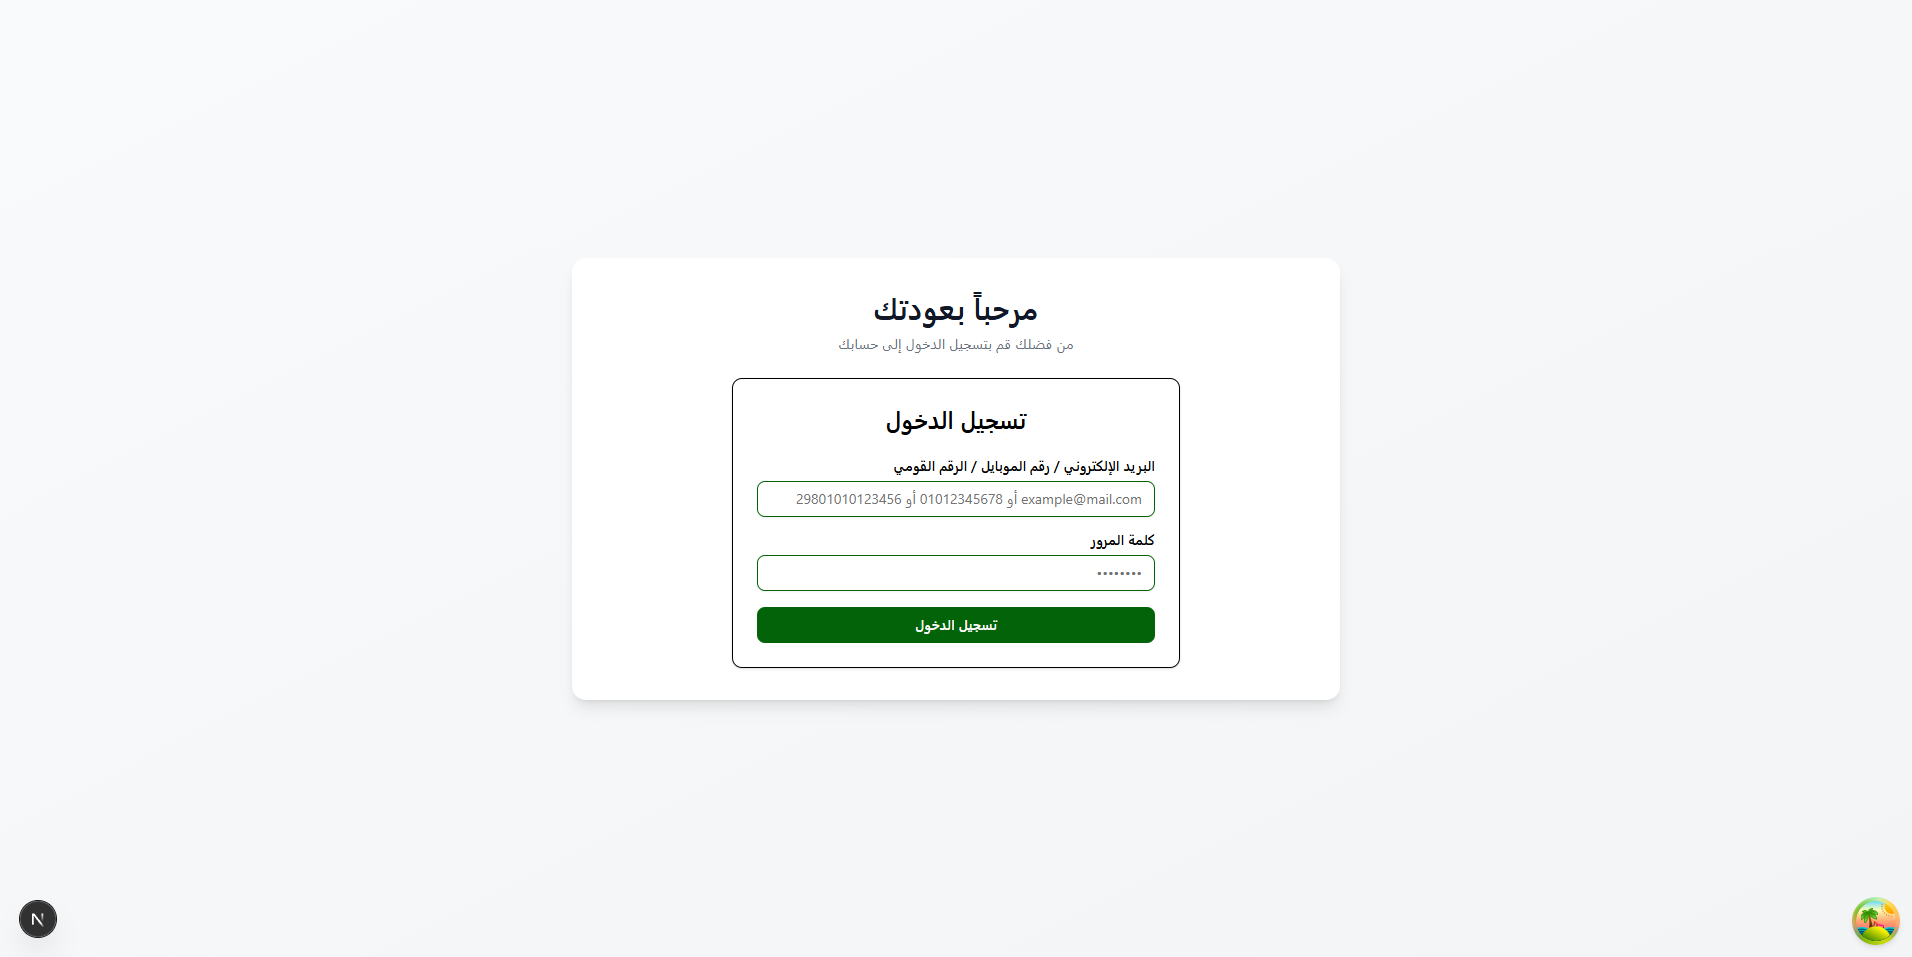 مرحباً بعودتك
من فضلك قم بتسجيل الدخول إلى حسابك
تسجيل الدخول
البريد الإلكتروني / رقم الموبايل / الرقم القومي
example@mail.com أو 01012345678 أو 29801010123456
كلمة المرور
••••••••
تسجيل الدخول
N